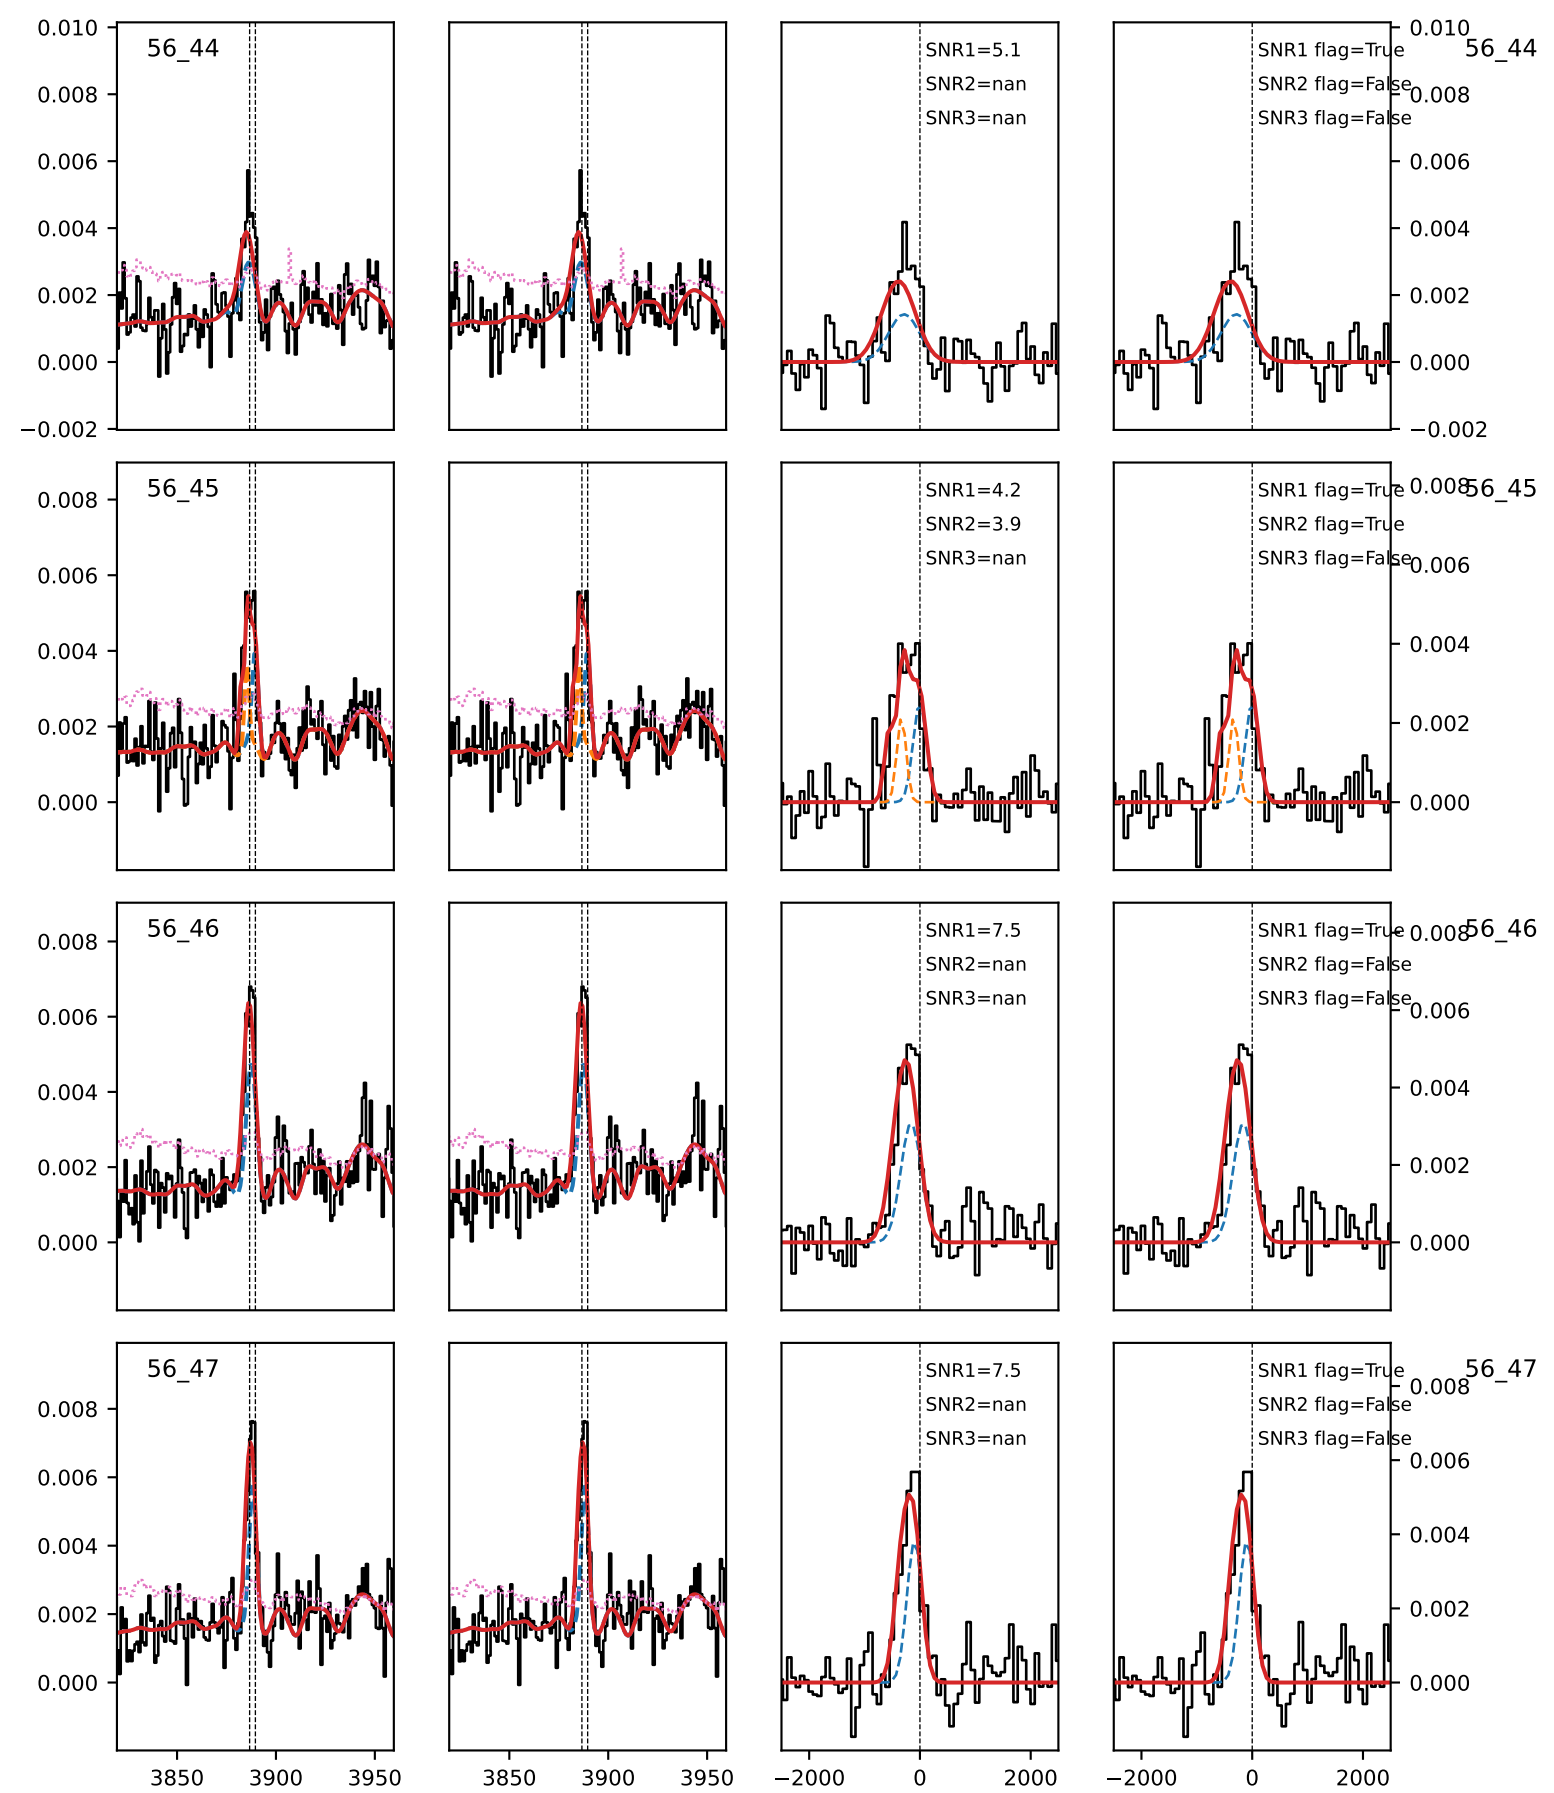 0.010
0.008
0.006
0.004
0.002
0.000
−0.002
56_44
SNR1=5.1
SNR2=nan
SNR3=nan
SNR1 flag=True
SNR2 flag=False
SNR3 flag=False
0.010
0.008
0.006
0.004
0.002
0.000
−0.002
56_44
0.008
0.006
0.004
0.002
0.000
56_45
SNR1=4.2
SNR2=3.9
SNR3=nan
SNR1 flag=True
SNR2 flag=True
SNR3 flag=False
0.008
0.006
0.004
0.002
0.000
56_45
0.008
0.006
0.004
0.002
0.000
56_46
SNR1=7.5
SNR2=nan
SNR3=nan
SNR1 flag=True
SNR2 flag=False
SNR3 flag=False
0.008
0.006
0.004
0.002
0.000
56_46
0.008
0.006
0.004
0.002
0.000
56_47
SNR1=7.5
SNR2=nan
SNR3=nan
SNR1 flag=True
SNR2 flag=False
SNR3 flag=False
0.008
0.006
0.004
0.002
0.000
56_47
3850 3900 3950
3850 3900 3950
−2000 0 2000
−2000 0 2000